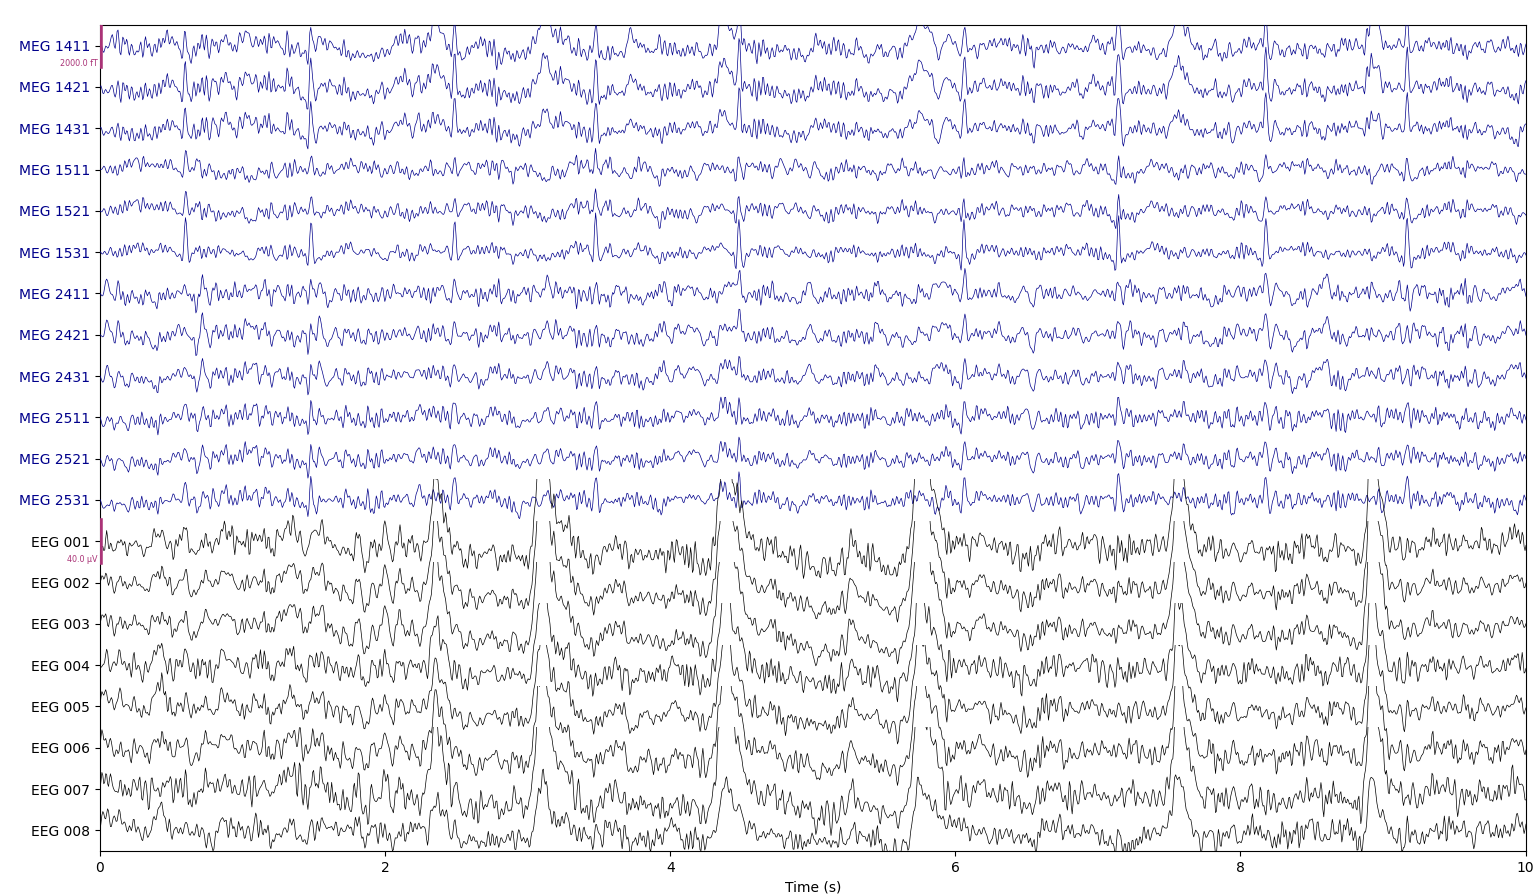 MEG 1411
2000.0 fT
MEG 1421
MEG 1431
MEG 1511
MEG 1521
MEG 1531
MEG 2411
MEG 2421
MEG 2431
MEG 2511
MEG 2521
MEG 2531
EEG 001
40.0 µV
EEG 002
EEG 003
EEG 004
EEG 005
EEG 006
EEG 007
EEG 008
0 2 4 6 8 10
Time (s)